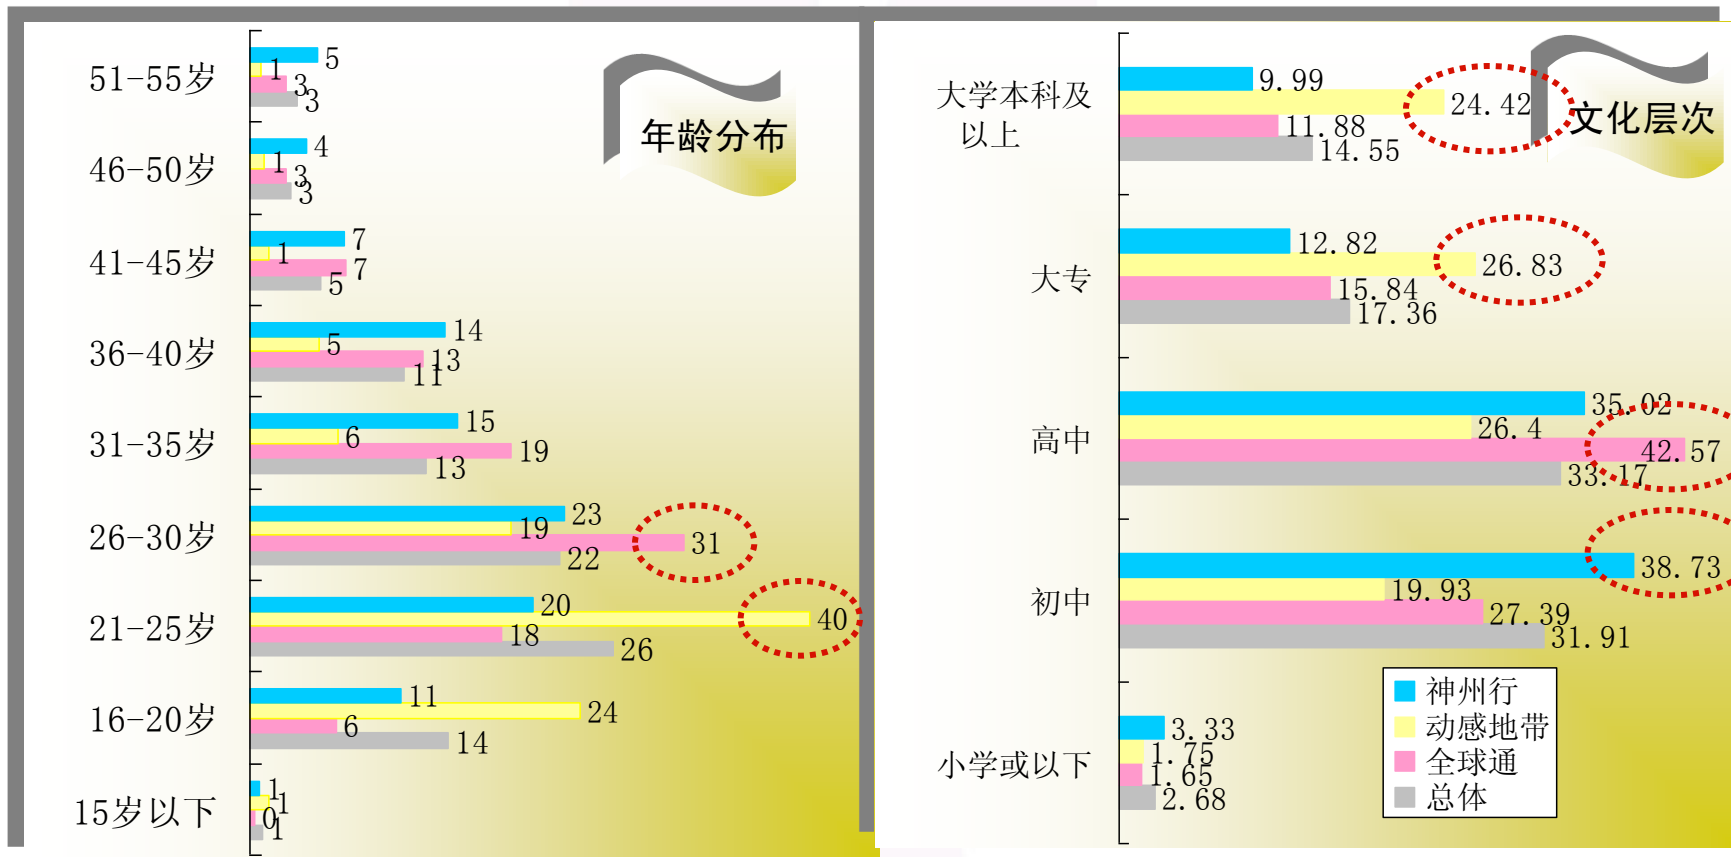 年龄分布
51-55岁
5
1
3
3
46-50岁
4
1
3
3
41-45岁
7
1
7
5
36-40岁
14
5
13
11
31-35岁
15
6
19
13
26-30岁
23
19
31
22
21-25岁
20
40
18
26
16-20岁
11
24
6
14
15岁以下
1
1
0
1
文化层次
大学本科及
以上
9.99
24.42
11.88
14.55
大专
12.82
26.83
15.84
17.36
高中
35.02
26.4
42.57
33.17
初中
38.73
19.93
27.39
31.91
小学或以下
3.33
1.75
1.65
2.68
神州行
动感地带
全球通
总体